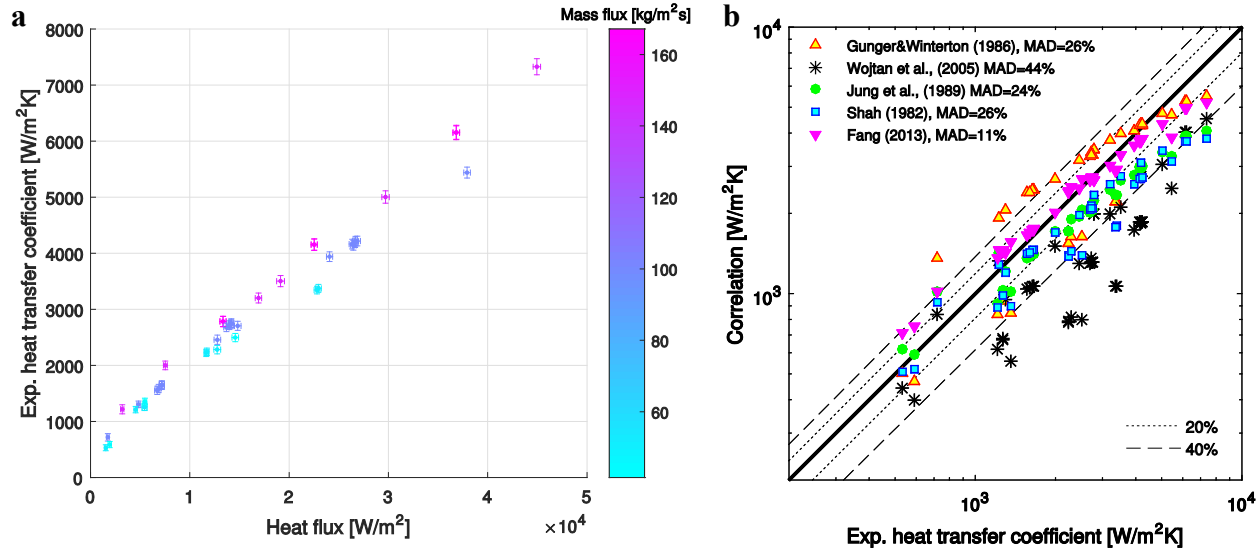 a
Mass flux [kg/m²s]
8000
7000
6000
5000
4000
3000
2000
1000
0
Exp. heat transfer coefficient [W/m²K]
0
1
2
3
4
5
×10⁴
Heat flux [W/m²]
160
140
120
100
80
60
b
Gunger&Winterton (1986), MAD=26%
Wojtan et al., (2005) MAD=44%
Jung et al., (1989) MAD=24%
Shah (1982), MAD=26%
Fang (2013), MAD=11%
10⁴
10³
Correlation [W/m²K]
20%
40%
10³
10⁴
Exp. heat transfer coefficient [W/m²K]